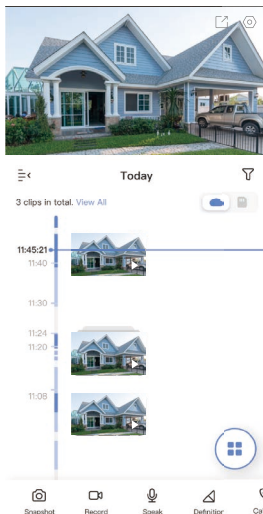 Today
3 clips in total. View All
11:45:21
11:40
11:30
11:24
11:20
11:08
Snapshot
Record
Speak
Definition